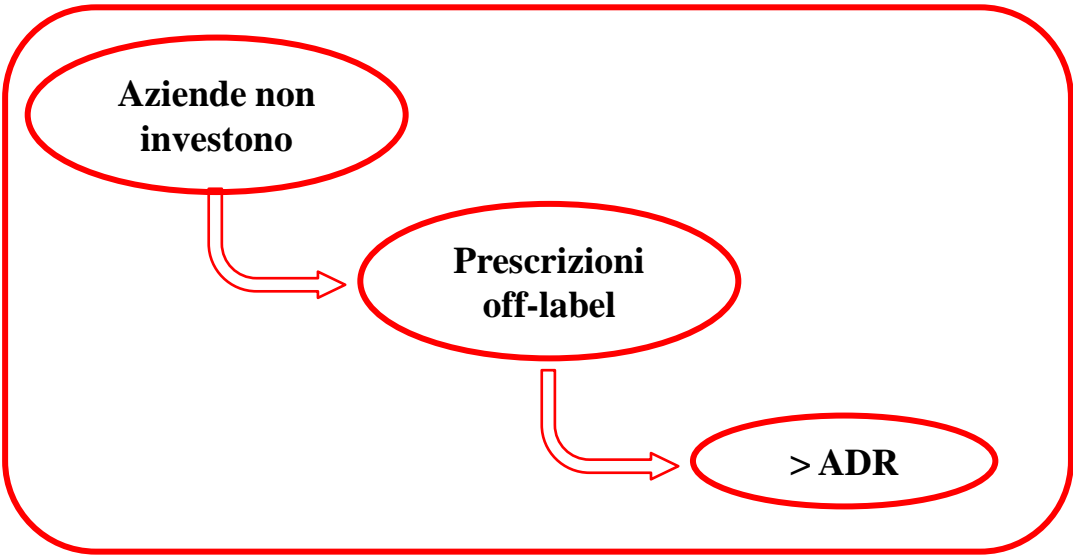 Aziende non
investono
Prescrizioni
off-label
> ADR